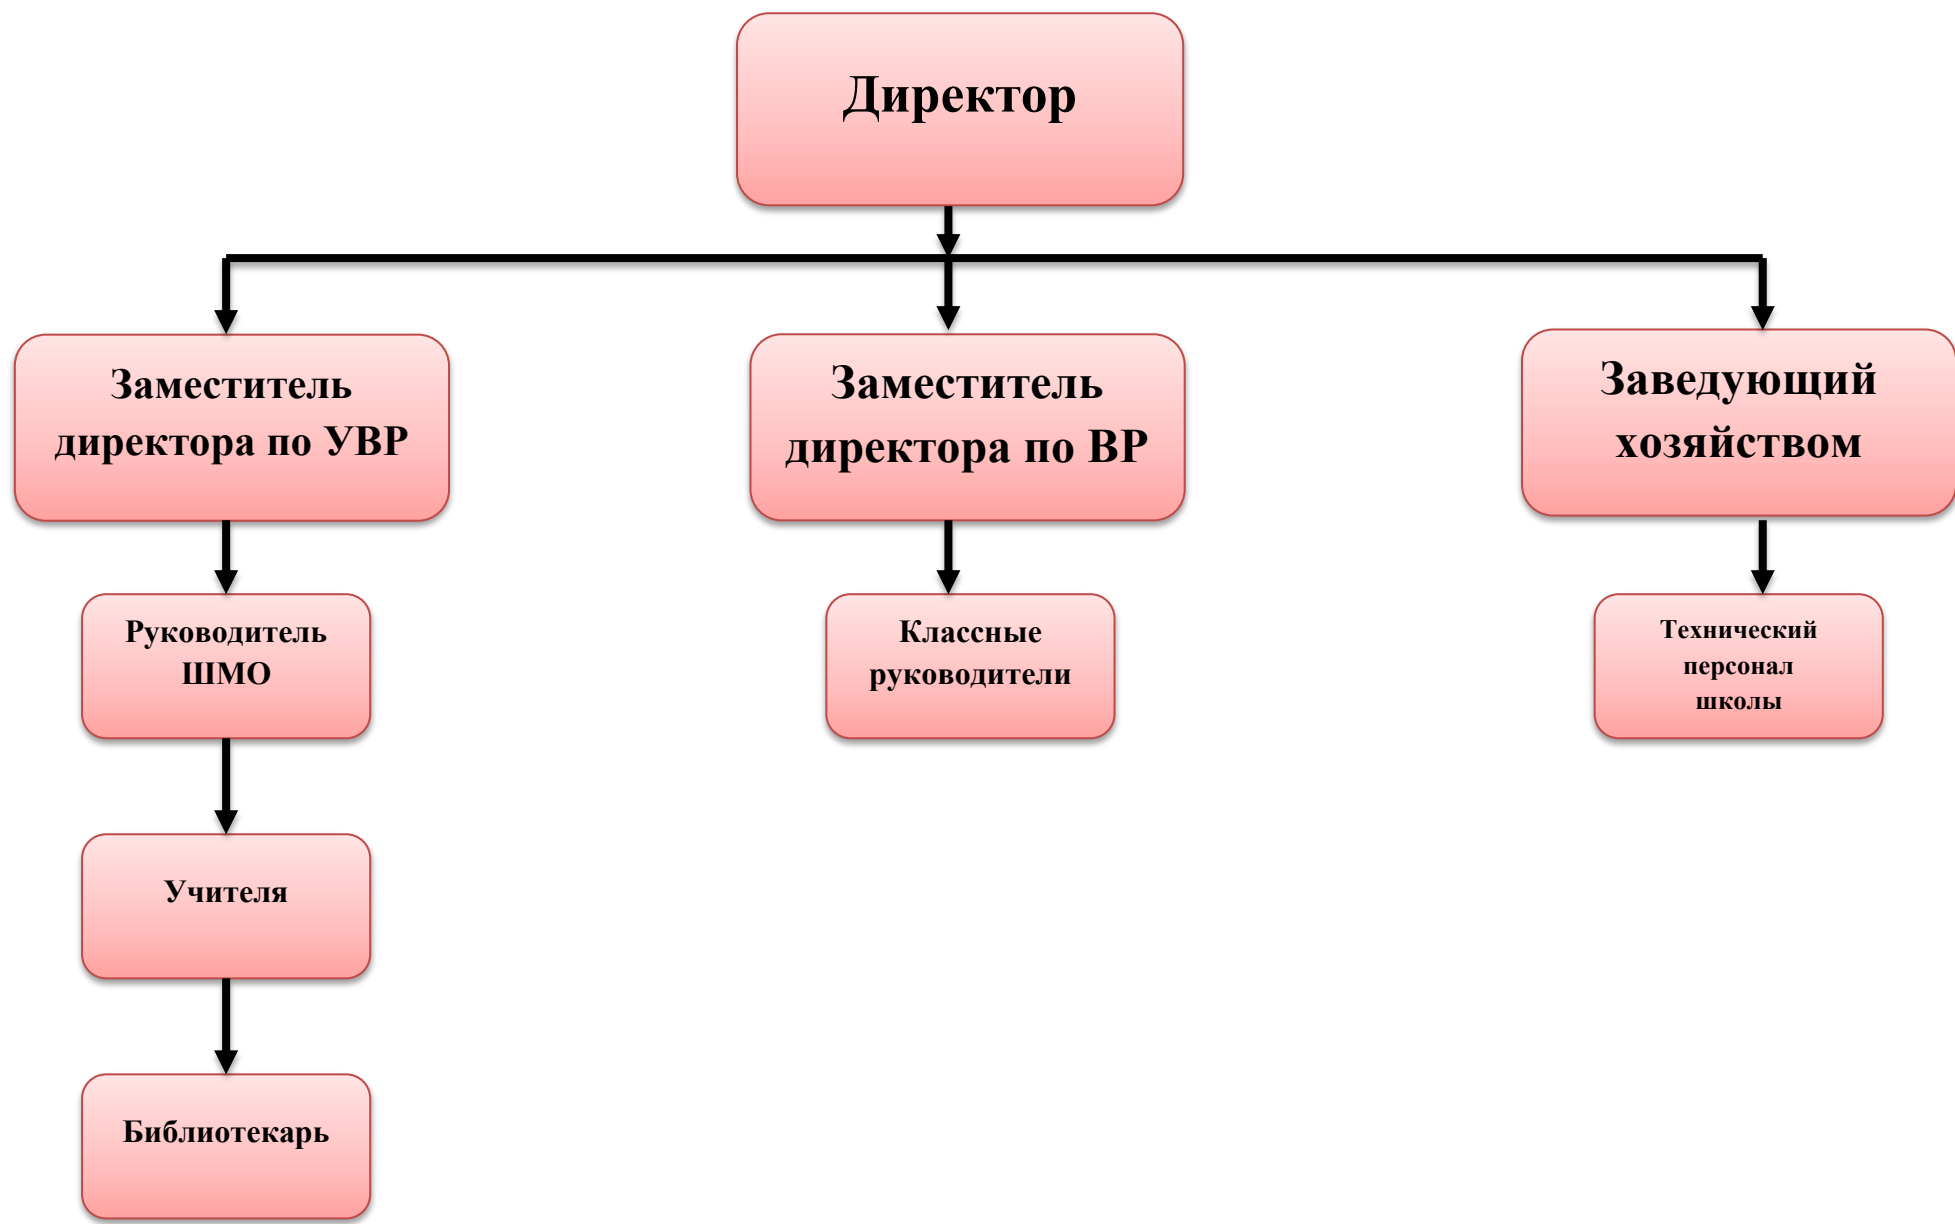 Директор
Заместитель
директора по УВР
Заместитель
директора по ВР
Заведующий
хозяйством
Руководитель
ШМО
Классные
руководители
Технический
персонал
школы
Учителя
Библиотекарь